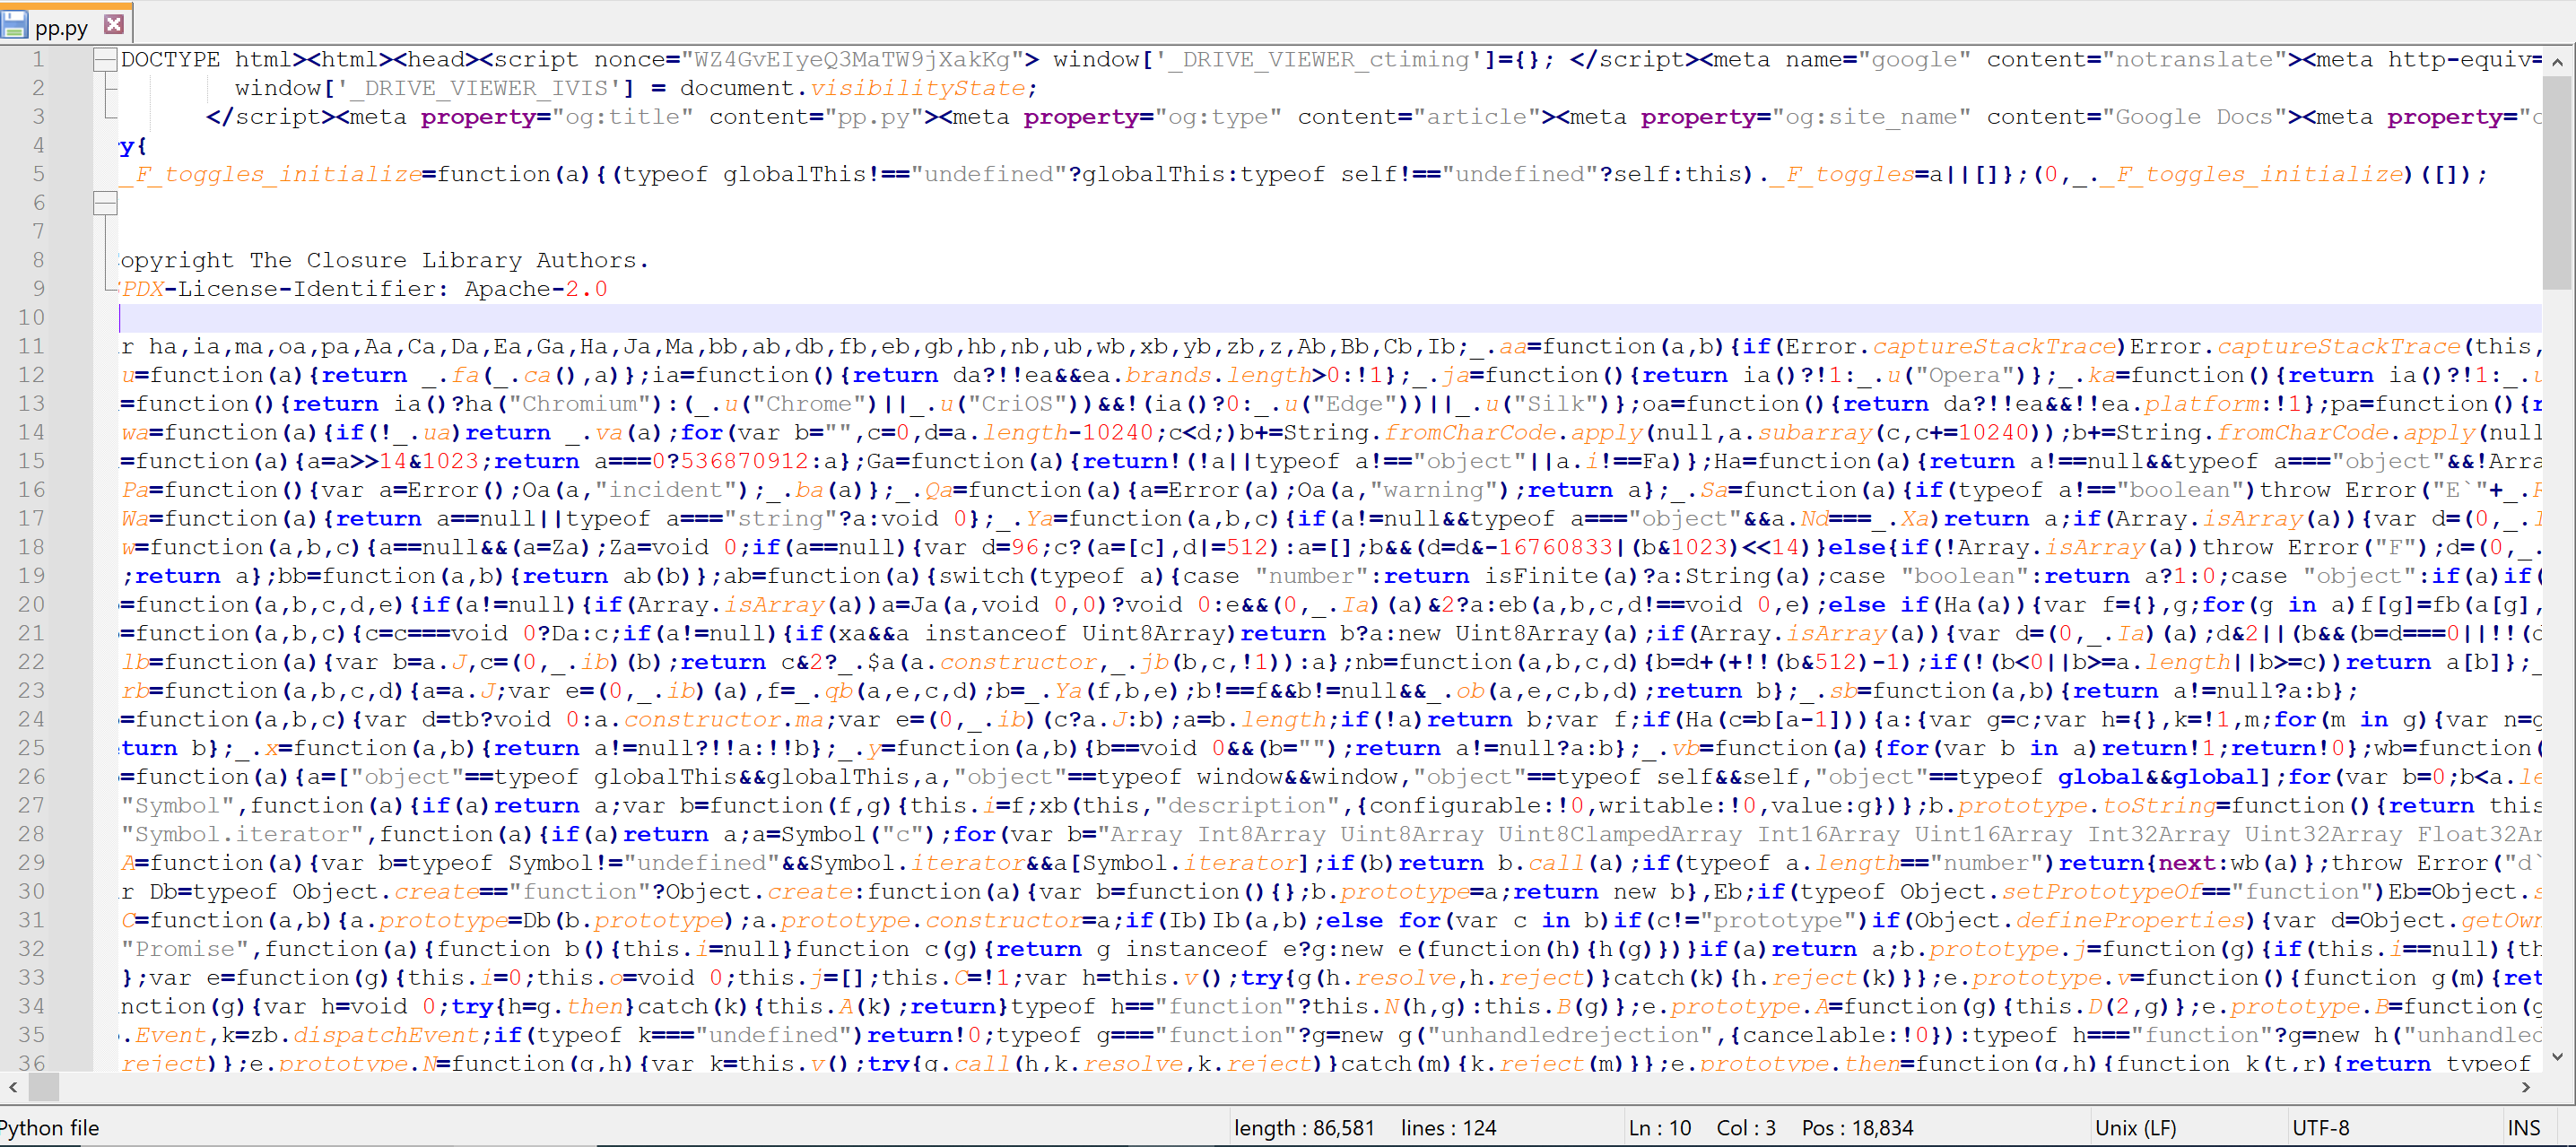 pp.py
1 DOCTYPE html><html><head><script nonce="WZ4GvEIyeQ3MaTW9jXakKg"> window['_DRIVE_VIEWER_ctiming']={}; </script><meta name="google" content="notranslate"><meta http-equiv=
2 window['_DRIVE_VIEWER_IVIS'] = document.visibilityState;
3 </script><meta property="og:title" content="pp.py"><meta property="og:type" content="article"><meta property="og:site_name" content="Google Docs"><meta property="
4 ry{
5 _F_toggles_initialize=function(a){(typeof globalThis!=="undefined"?globalThis:typeof self!=="undefined"?self:this)._F_toggles=a||[]};(0,_._F_toggles_initialize)([]);
6
7
8 opyright The Closure Library Authors.
9 SPDX-License-Identifier: Apache-2.0
10
11 r ha,ia,ma,oa,pa,Aa,Ca,Da,Ea,Ga,Ha,Ja,Ma,bb,ab,db,fb,eb,gb,hb,nb,ub,wb,xb,yb,zb,z,Ab,Bb,Cb,Ib;_.aa=function(a,b){if(Error.captureStackTrace)Error.captureStackTrace(this,
12 u=function(a){return _.fa(_.ca(),a)};ia=function(){return da?!!ea&&ea.brands.length>0:!1};_.ja=function(){return ia()?!1:_.u("Opera")};_.ka=function(){return ia()?!1:_.u
13 =function(){return ia()?ha("Chromium"):(_.u("Chrome")||_.u("CriOS"))&&!(ia()?0:_.u("Edge"))||_.u("Silk")};oa=function(){return da?!!ea&&!!ea.platform:!1};pa=function(){r
14 wa=function(a){if(!_.ua)return _.va(a);for(var b="",c=0,d=a.length-10240;c<d;)b+=String.fromCharCode.apply(null,a.subarray(c,c+=10240));b+=String.fromCharCode.apply(null
15 =function(a){a=a>>14&1023;return a===0?536870912:a};Ga=function(a){return!(!a||typeof a!=="object"||a.i!==Fa)};Ha=function(a){return a!==null&&typeof a==="object"&&!Arra
16 Pa=function(){var a=Error();Oa(a,"incident");_.ba(a)};_.Qa=function(a){a=Error(a);Oa(a,"warning");return a};_.Sa=function(a){if(typeof a!=="boolean")throw Error("E`"+_.R
17 Wa=function(a){return a==null||typeof a==="string"?a:void 0};_.Ya=function(a,b,c){if(a!=null&&typeof a==="object"&&a.Nd===_.Xa)return a;if(Array.isArray(a)){var d=(0,_.I
18 w=function(a,b,c){a==null&&(a=Za);Za=void 0;if(a==null){var d=96;c?(a=[c],d|=512):a=[];b&&(d=d&-16760833|(b&1023)<<14)}else{if(!Array.isArray(a))throw Error("F");d=(0,_.
19 ;return a};bb=function(a,b){return ab(b)};ab=function(a){switch(typeof a){case "number":return isFinite(a)?a:String(a);case "boolean":return a?1:0;case "object":if(a)if(
20 =function(a,b,c,d,e){if(a!=null){if(Array.isArray(a))a=Ja(a,void 0,0)?void 0:e&&(0,_.Ia)(a)&2?a:eb(a,b,c,d!==void 0,e);else if(Ha(a)){var f={},g;for(g in a)f[g]=fb(a[g],
21 =function(a,b,c){c=c===void 0?Da:c;if(a!=null){if(xa&&a instanceof Uint8Array)return b?a:new Uint8Array(a);if(Array.isArray(a)){var d=(0,_.Ia)(a);d&2||(b&&(b=d===0||!!(d
22 lb=function(a){var b=a.J,c=(0,_.ib)(b);return c&2?_.$a(a.constructor,_.jb(b,c,!1)):a};nb=function(a,b,c,d){b=d+(+!!(b&512)-1);if(!(b<0||b>=a.length||b>=c))return a[b]};_
23 rb=function(a,b,c,d){a=a.J;var e=(0,_.ib)(a),f=_.qb(a,e,c,d);b=_.Ya(f,b,e);b!==f&&b!=null&&_.ob(a,e,c,b,d);return b};_.sb=function(a,b){return a!=null?a:b};
24 =function(a,b,c){var d=tb?void 0:a.constructor.ma;var e=(0,_.ib)(c?a.J:b);a=b.length;if(!a)return b;var f;if(Ha(c=b[a-1])){a:{var g=c;var h={},k=!1,m;for(m in g){var n=g
25 turn b};_.x=function(a,b){return a!=null?!!a:!!b};_.y=function(a,b){b==void 0&&(b="");return a!=null?a:b};_.vb=function(a){for(var b in a)return!1;return!0};wb=function(
26 =function(a){a=["object"==typeof globalThis&&globalThis,a,"object"==typeof window&&window,"object"==typeof self&&self,"object"==typeof global&&global];for(var b=0;b<a.le
27 "Symbol",function(a){if(a)return a;var b=function(f,g){this.i=f;xb(this,"description",{configurable:!0,writable:!0,value:g})};b.prototype.toString=function(){return this
28 "Symbol.iterator",function(a){if(a)return a;a=Symbol("c");for(var b="Array Int8Array Uint8Array Uint8ClampedArray Int16Array Uint16Array Int32Array Uint32Array Float32Ar
29 A=function(a){var b=typeof Symbol!="undefined"&&Symbol.iterator&&a[Symbol.iterator];if(b)return b.call(a);if(typeof a.length=="number")return{next:wb(a)};throw Error("d`
30 r Db=typeof Object.create=="function"?Object.create:function(a){var b=function(){};b.prototype=a;return new b},Eb;if(typeof Object.setPrototypeOf=="function")Eb=Object.s
31 C=function(a,b){a.prototype=Db(b.prototype);a.prototype.constructor=a;if(Ib)Ib(a,b);else for(var c in b)if(c!="prototype")if(Object.defineProperties){var d=Object.getOwn
32 "Promise",function(a){function b(){this.i=null}function c(g){return g instanceof e?g:new e(function(h){h(g)})}if(a)return a;b.prototype.j=function(g){if(this.i==null){th
33 };var e=function(g){this.i=0;this.o=void 0;this.j=[];this.C=!1;var h=this.v();try{g(h.resolve,h.reject)}catch(k){h.reject(k)}};e.prototype.v=function(){function g(m){ret
34 nction(g){var h=void 0;try{h=g.then}catch(k){this.A(k);return}typeof h=="function"?this.N(h,g):this.B(g)};e.prototype.A=function(g){this.D(2,g)};e.prototype.B=function(g
35 .Event,k=zb.dispatchEvent;if(typeof k==="undefined")return!0;typeof g==="function"?g=new g("unhandledrejection",{cancelable:!0}):typeof h==="function"?g=new h("unhandled
36 reject)};e.prototype.N=function(g,h){var k=this.v();try{g.call(h,k.resolve,k.reject)}catch(m){k.reject(m)}};e.prototype.then=function(g,h){function k(t,r){return typeof
Python file length : 86,581 lines : 124 Ln : 10 Col : 3 Pos : 18,834 Unix (LF) UTF-8 INS